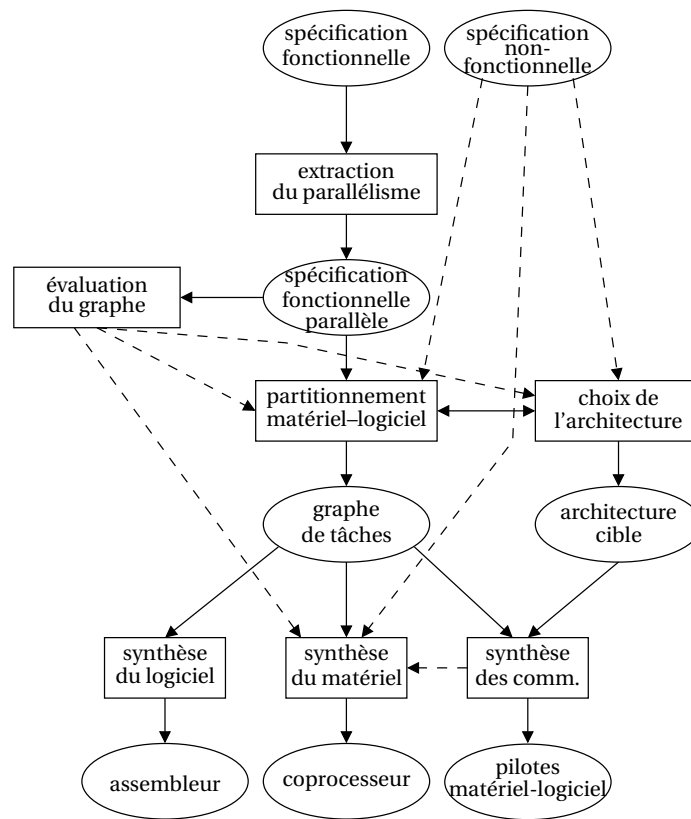 spécification
fonctionnelle
spécification
non-
fonctionnelle
extraction
du parallélisme
évaluation
du graphe
spécification
fonctionnelle
parallèle
partitionnement
matériel–logiciel
choix de
l'architecture
graphe
de tâches
architecture
cible
synthèse
du logiciel
synthèse
du matériel
synthèse
des comm.
assembleur
coprocesseur
pilotes
matériel-logiciel